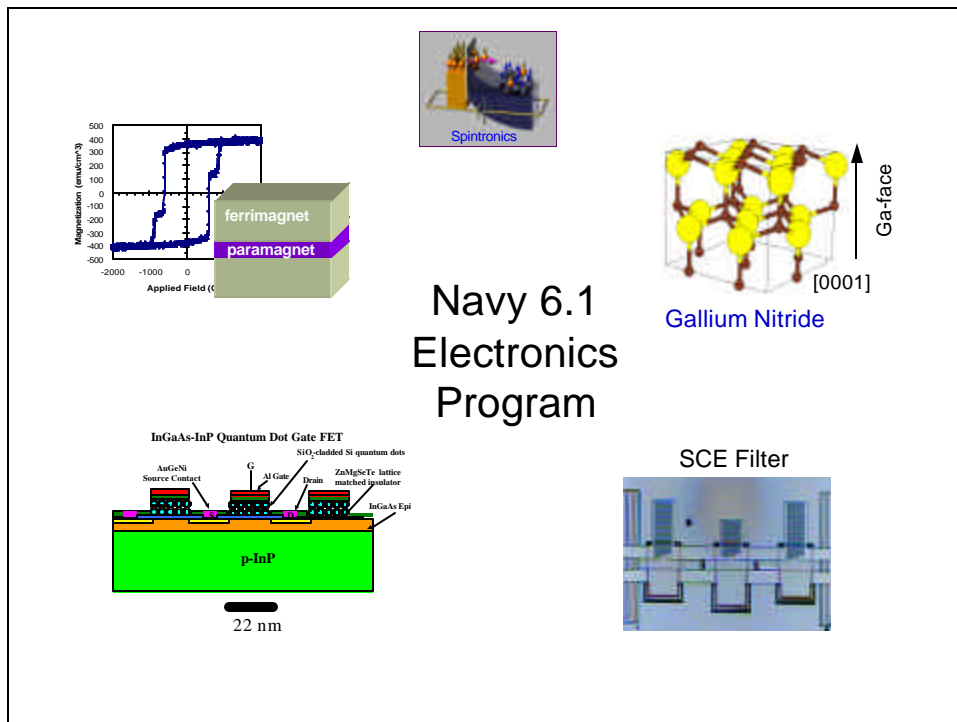 Spintronics
500
400
300
200
100
0
-100
-200
-300
-400
-500
Magnetization (emu/cm^3)
-2000 -1000 0
Applied Field (
ferrimagnet
paramagnet
Ga-face
[0001]
Gallium Nitride
Navy 6.1
Electronics
Program
InGaAs-InP Quantum Dot Gate FET
SiO2-cladded Si quantum dots
AuGeNi
Source Contact
G
Al Gate
Drain
ZnMgSeTe lattice
matched insulator
InGaAs Epi
S D
p-InP
22 nm
SCE Filter